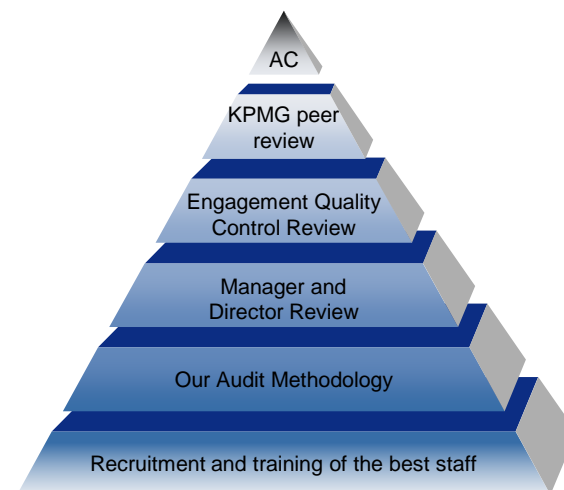 AC
KPMG peer
review
Engagement Quality
Control Review
Manager and
Director Review
Our Audit Methodology
Recruitment and training of the best staff